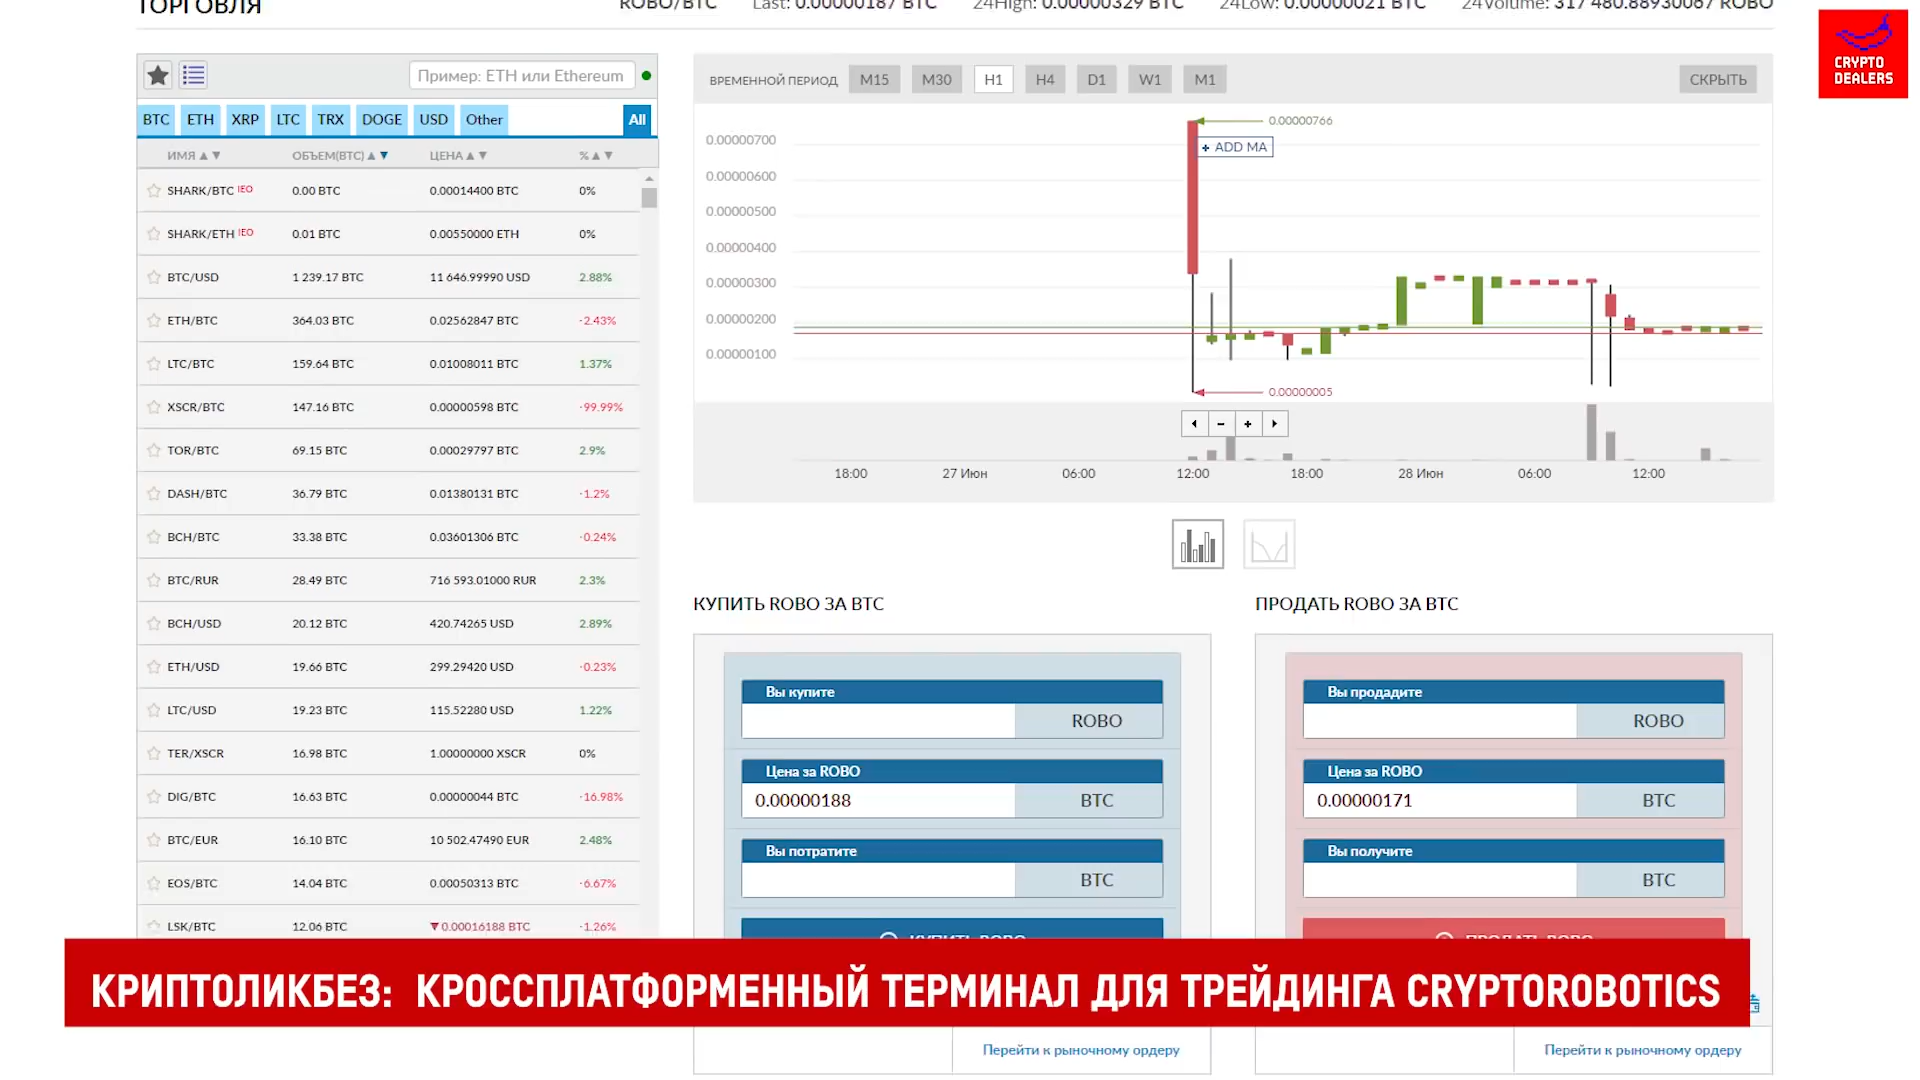 ТОРГОВЛЯ
ROBO/BTC Last: 0.00000187 BTC 24High: 0.00000329 BTC 24Low: 0.00000021 BTC 24Volume: 317 480.88930067 ROBO
CRYPTO
DEALERS
Пример: ETH или Ethereum
BTC ETH XRP LTC TRX DOGE USD Other All
ИМЯ ▲▼ ОБЪЕМ(BTC) ▲▼ ЦЕНА ▲▼ % ▲▼
SHARK/BTC IEO 0.00 BTC 0.00014400 BTC 0%
SHARK/ETH IEO 0.01 BTC 0.00550000 ETH 0%
BTC/USD 1 239.17 BTC 11 646.99990 USD 2.88%
ETH/BTC 364.03 BTC 0.02562847 BTC -2.43%
LTC/BTC 159.64 BTC 0.01008011 BTC 1.37%
XSCR/BTC 147.16 BTC 0.00000598 BTC -99.99%
TOR/BTC 69.15 BTC 0.00029797 BTC 2.9%
DASH/BTC 36.79 BTC 0.01380131 BTC -1.2%
BCH/BTC 33.38 BTC 0.03601306 BTC -0.24%
BTC/RUR 28.49 BTC 716 593.01000 RUR 2.3%
BCH/USD 20.12 BTC 420.74265 USD 2.89%
ETH/USD 19.66 BTC 299.29420 USD -0.23%
LTC/USD 19.23 BTC 115.52280 USD 1.22%
TER/XSCR 16.98 BTC 1.00000000 XSCR 0%
DIG/BTC 16.63 BTC 0.00000044 BTC -16.98%
BTC/EUR 16.10 BTC 10 502.47490 EUR 2.48%
EOS/BTC 14.04 BTC 0.00050313 BTC -6.67%
LSK/BTC 12.06 BTC ▼0.00016188 BTC -1.26%
ВРЕМЕННОЙ ПЕРИОД M15 M30 H1 H4 D1 W1 M1 СКРЫТЬ
0.00000766
+ ADD MA
0.00000700
0.00000600
0.00000500
0.00000400
0.00000300
0.00000200
0.00000100
0.00000005
18:00 27 Июн 06:00 12:00 18:00 28 Июн 06:00 12:00
КУПИТЬ ROBO ЗА BTC
Вы купите
ROBO
Цена за ROBO
0.00000188 BTC
Вы потратите
BTC
КУПИТЬ ROBO
Перейти к рыночному ордеру
ПРОДАТЬ ROBO ЗА BTC
Вы продадите
ROBO
Цена за ROBO
0.00000171 BTC
Вы получите
BTC
ПРОДАТЬ ROBO
Перейти к рыночному ордеру
КРИПТОЛИКБЕЗ: КРОССПЛАТФОРМЕННЫЙ ТЕРМИНАЛ ДЛЯ ТРЕЙДИНГА CRYPTOROBOTICS